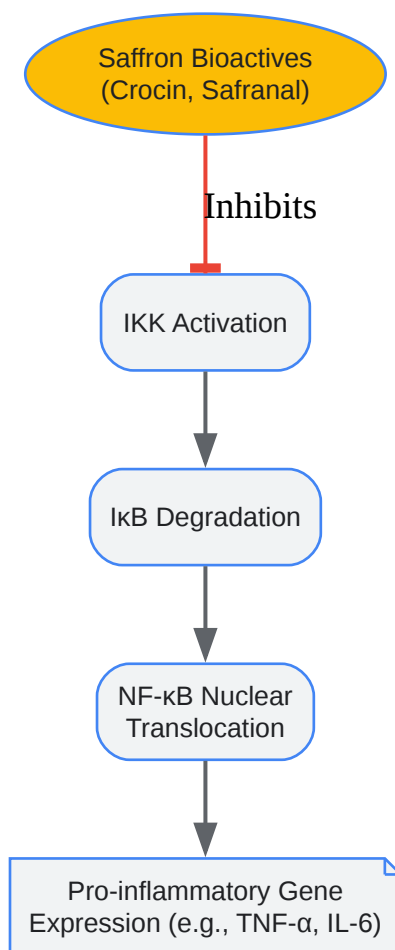 Saffron Bioactives
(Crocin, Safranal)
Inhibits
IKK Activation
IκB Degradation
NF-κB Nuclear
Translocation
Pro-inflammatory Gene
Expression (e.g., TNF-α, IL-6)